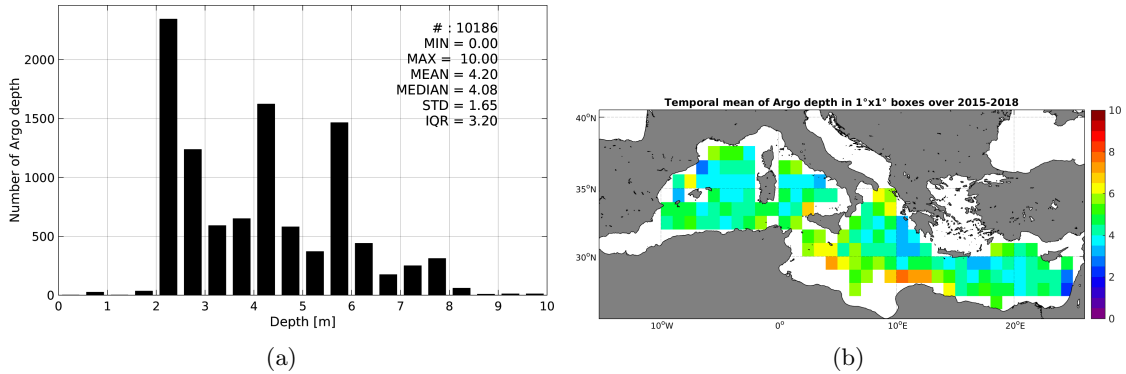 # : 10186
MIN = 0.00
MAX = 10.00
MEAN = 4.20
MEDIAN = 4.08
STD = 1.65
IQR = 3.20
Number of Argo depth
2000
1500
1000
500
0
0 1 2 3 4 5 6 7 8 9 10
Depth [m]
(a)
Temporal mean of Argo depth in 1°x1° boxes over 2015-2018
40°N
35°N
30°N
10°W 0° 10°E 20°E
10
8
6
4
2
0
(b)